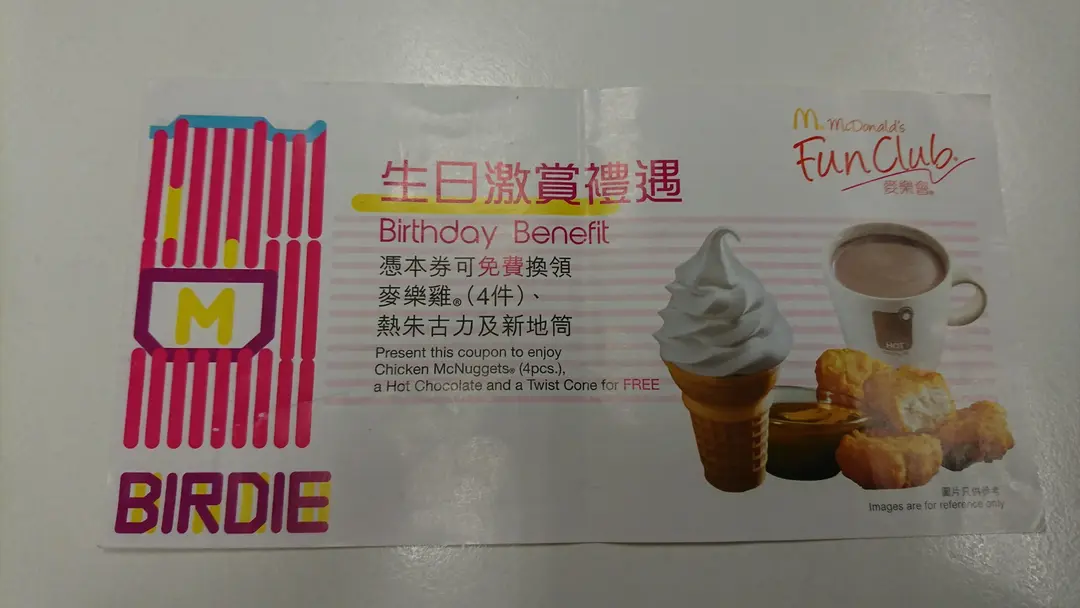 M McDonald's
FunClub
麥樂會®
生日激賞禮遇
Birthday Benefit
憑本券可免費換領
麥樂雞®(4件)、
熱朱古力及新地筒
Present this coupon to enjoy
Chicken McNuggets® (4pcs.),
a Hot Chocolate and a Twist Cone for FREE
M
BIRDIE
HOT
圖片只供參考
Images are for reference only